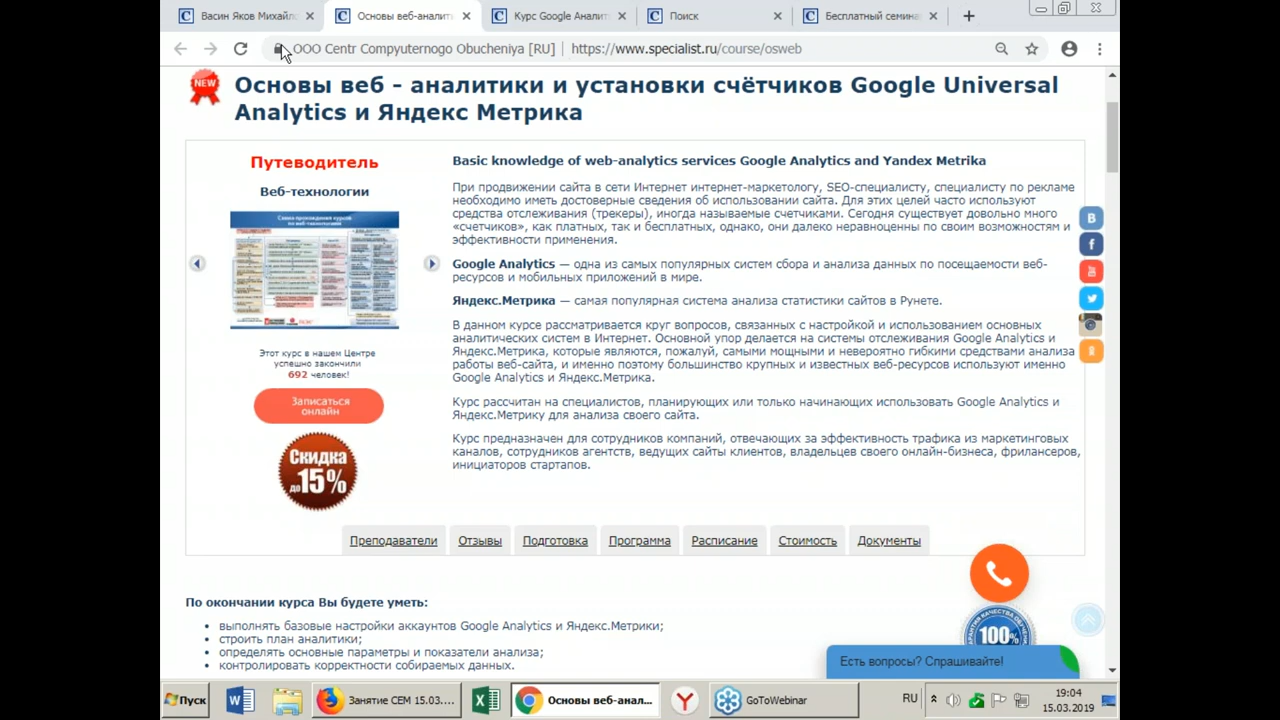 Васин Яков Михайло
Основы веб-аналит
Курс Google Аналит
Поиск
Бесплатный семина
ООО Centr Compyuternogo Obucheniya [RU]
https://www.specialist.ru/course/osweb
NEW
Основы веб - аналитики и установки счётчиков Google Universal
Analytics и Яндекс Метрика
Путеводитель
Веб-технологии
Этот курс в нашем Центре
успешно закончили
692 человек!
Записаться
онлайн
Скидка
до 15%
Basic knowledge of web-analytics services Google Analytics and Yandex Metrika
При продвижении сайта в сети Интернет интернет-маркетологу, SEO-специалисту, специалисту по рекламе
необходимо иметь достоверные сведения об использовании сайта. Для этих целей часто используют
средства отслеживания (трекеры), иногда называемые счетчиками. Сегодня существует довольно много
«счетчиков», как платных, так и бесплатных, однако, они далеко неравноценны по своим возможностям и
эффективности применения.
Google Analytics — одна из самых популярных систем сбора и анализа данных по посещаемости веб-
ресурсов и мобильных приложений в мире.
Яндекс.Метрика — самая популярная система анализа статистики сайтов в Рунете.
В данном курсе рассматривается круг вопросов, связанных с настройкой и использованием основных
аналитических систем в Интернет. Основной упор делается на системы отслеживания Google Analytics и
Яндекс.Метрика, которые являются, пожалуй, самыми мощными и невероятно гибкими средствами анализа
работы веб-сайта, и именно поэтому большинство крупных и известных веб-ресурсов используют именно
Google Analytics и Яндекс.Метрика.
Курс рассчитан на специалистов, планирующих или только начинающих использовать Google Analytics и
Яндекс.Метрику для анализа своего сайта.
Курс предназначен для сотрудников компаний, отвечающих за эффективность трафика из маркетинговых
каналов, сотрудников агентств, ведущих сайты клиентов, владельцев своего онлайн-бизнеса, фрилансеров,
инициаторов стартапов.
Преподаватели
Отзывы
Подготовка
Программа
Расписание
Стоимость
Документы
По окончании курса Вы будете уметь:
• выполнять базовые настройки аккаунтов Google Analytics и Яндекс.Метрики;
• строить план аналитики;
• определять основные параметры и показатели анализа;
• контролировать корректности собираемых данных.
100%
Есть вопросы? Спрашивайте!
Пуск
Занятие СЕМ 15.03....
Основы веб-анал...
GoToWebinar
RU
19:04
15.03.2019